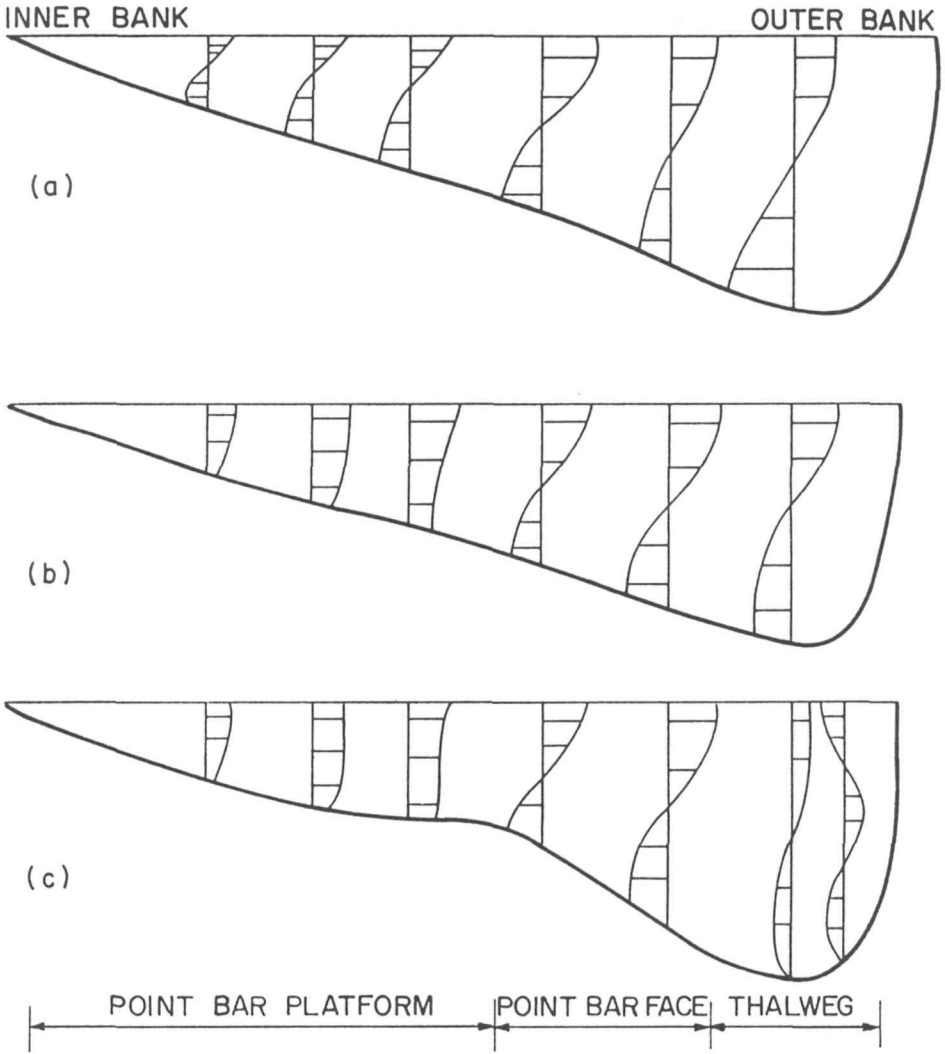 INNER BANK OUTER BANK
(a)
(b)
(c)
POINT BAR PLATFORM POINT BAR FACE THALWEG